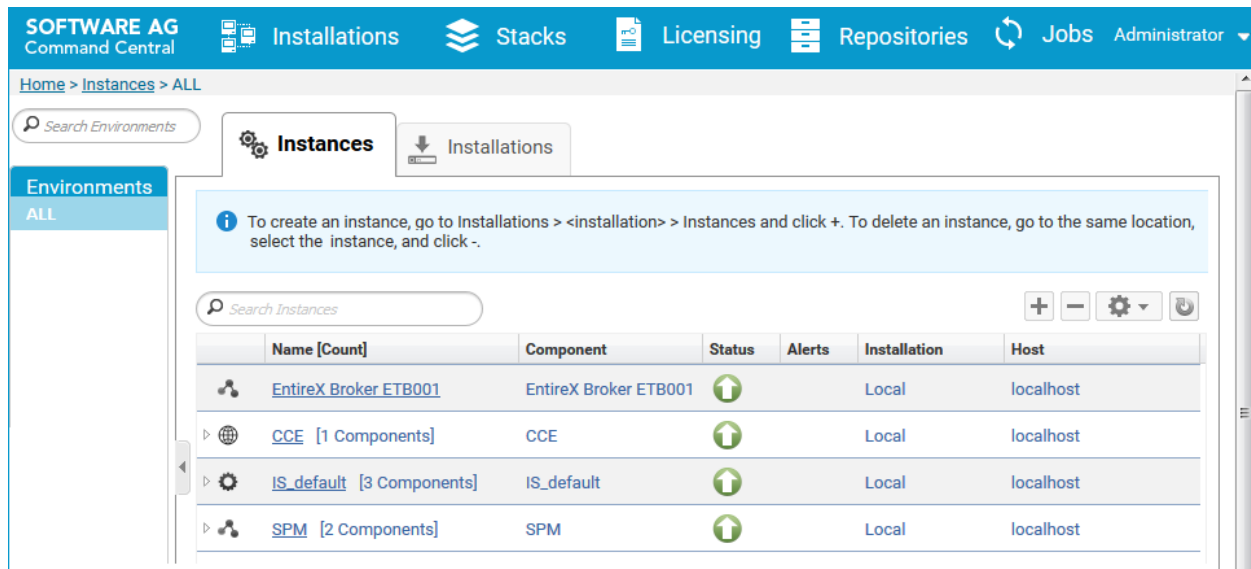 SOFTWARE AG
Command Central
Installations
Stacks
Licensing
Repositories
Jobs
Administrator
Home > Instances > ALL
Search Environments
Instances
Installations
Environments
ALL
To create an instance, go to Installations > <installation> > Instances and click +. To delete an instance, go to the same location,
select the instance, and click -.
Search Instances
Name [Count] Component Status Alerts Installation Host
EntireX Broker ETB001 EntireX Broker ETB001 Local localhost
CCE [1 Components] CCE Local localhost
IS_default [3 Components] IS_default Local localhost
SPM [2 Components] SPM Local localhost